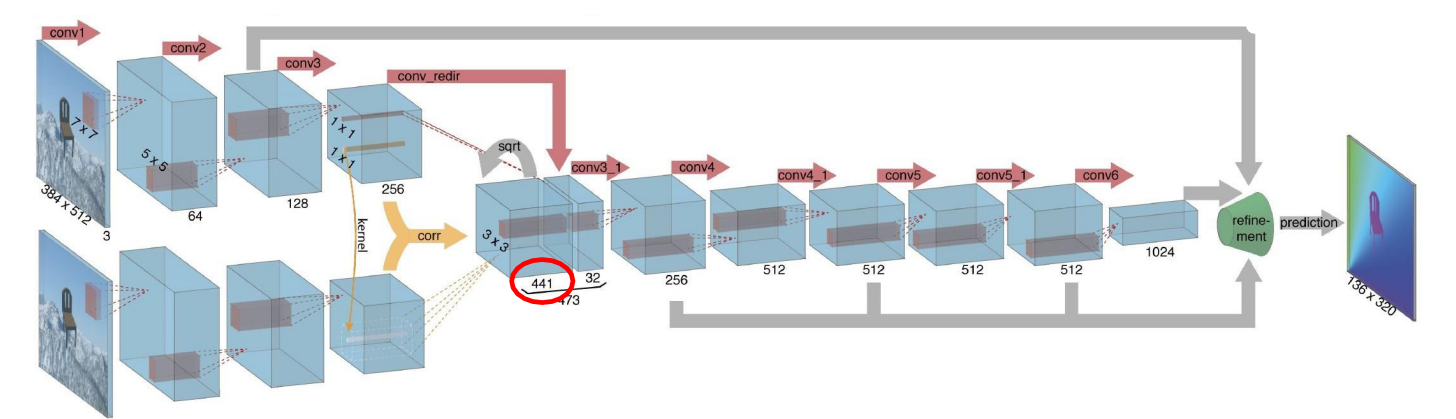 conv1
conv2
conv3
conv_redir
7 x 7
5 x 5
1 x 1
1 x 1
384 x 512
3
64
128
256
kernel
corr
sqrt
conv3_1
conv4
conv4_1
conv5
conv5_1
conv6
3 x 3
441
32
473
256
512
512
512
512
1024
refine-
ment
prediction
136 x 320